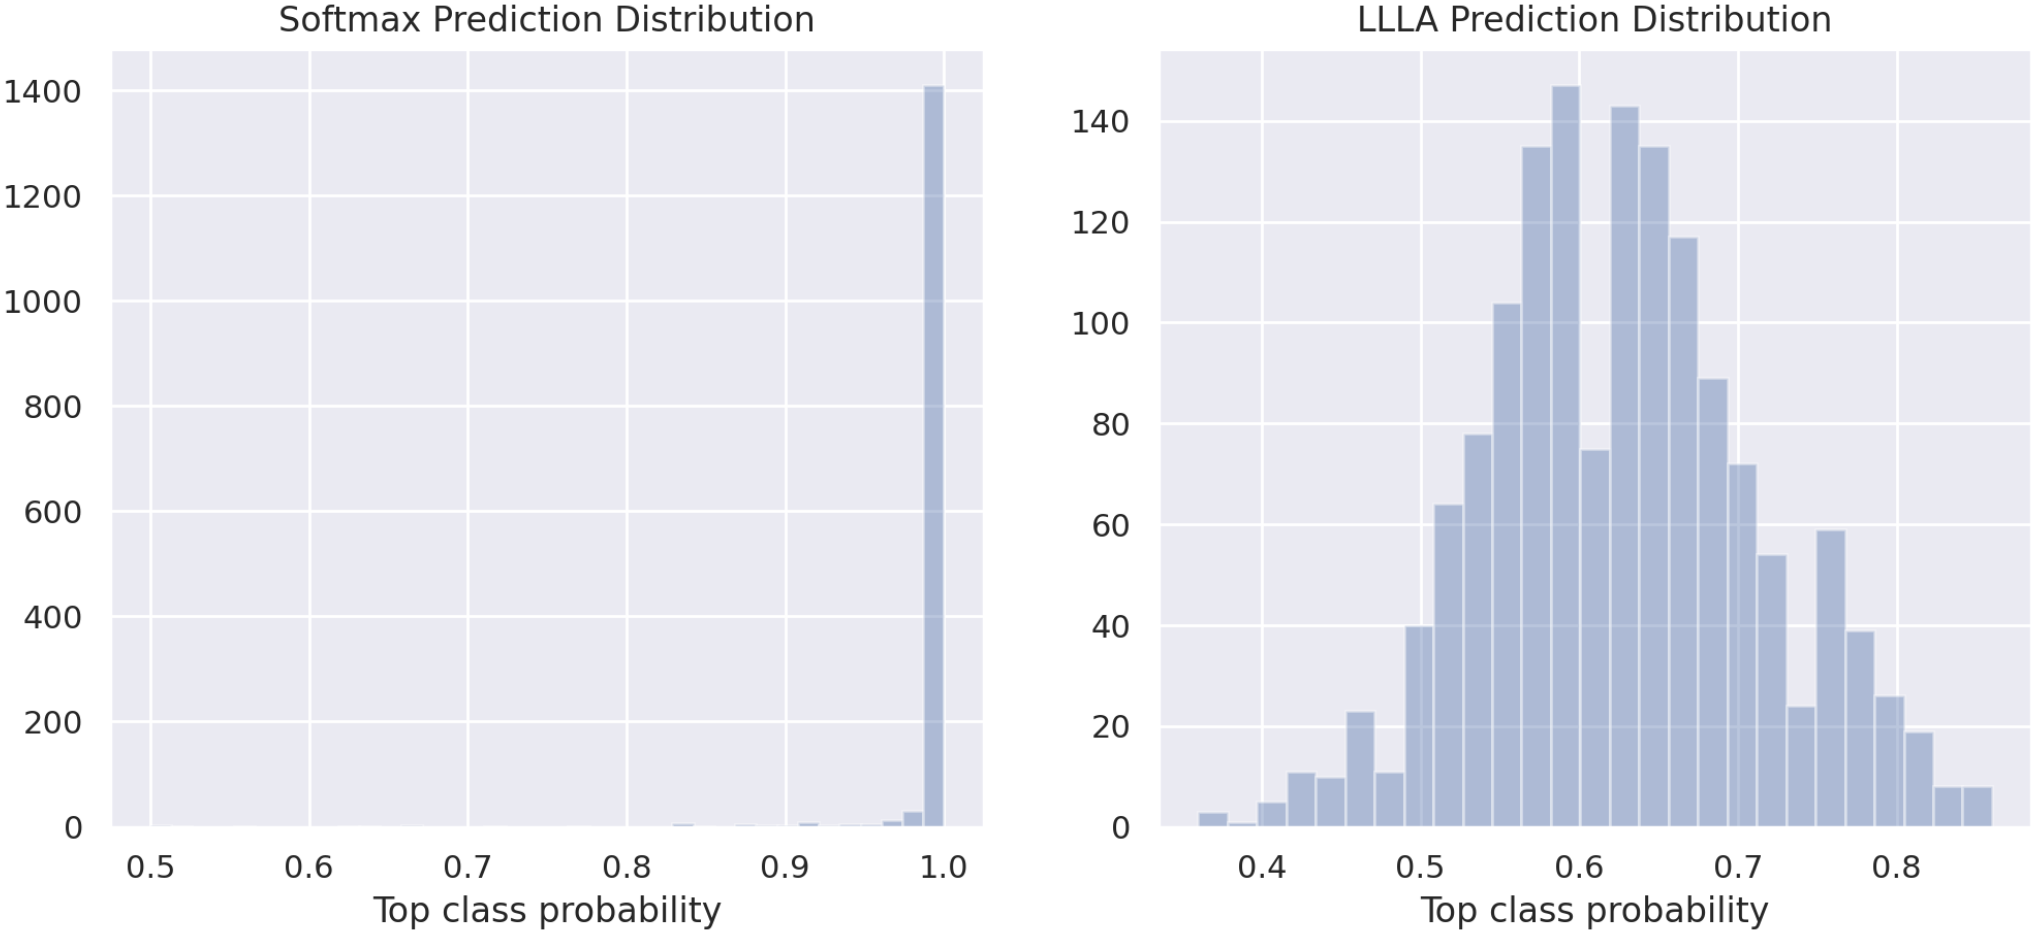 Softmax Prediction Distribution
1400
1200
1000
800
600
400
200
0
0.5 0.6 0.7 0.8 0.9 1.0
Top class probability
LLLA Prediction Distribution
140
120
100
80
60
40
20
0
0.4 0.5 0.6 0.7 0.8
Top class probability